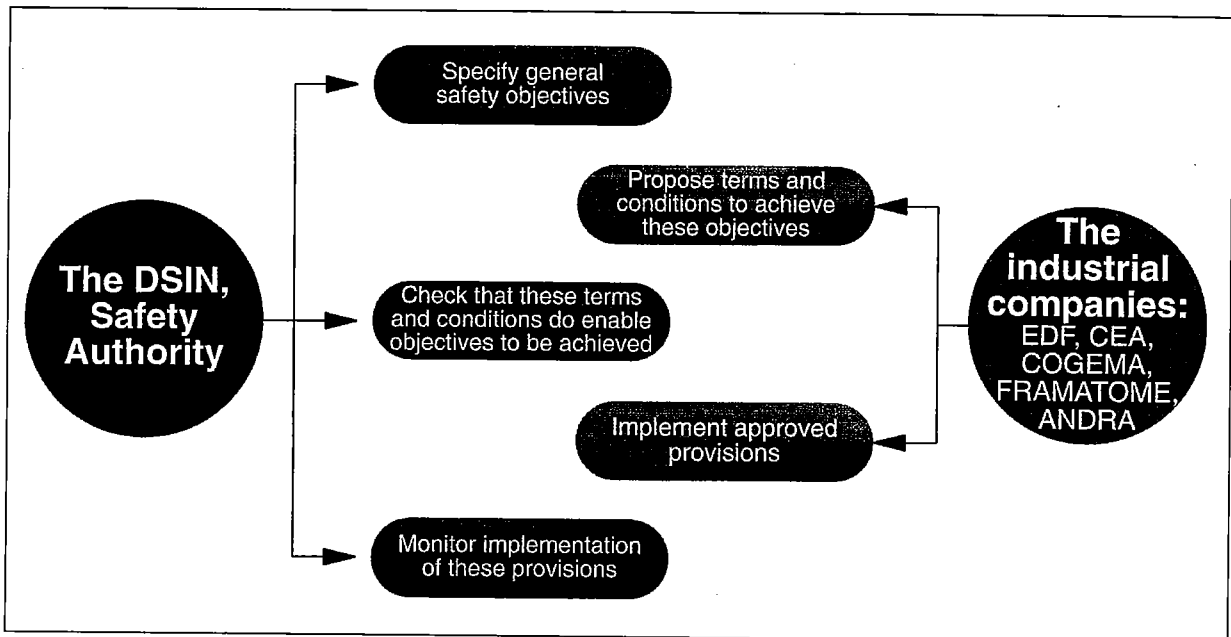 Specify general
safety objectives
Propose terms and
conditions to achieve
these objectives
The DSIN,
Safety
Authority
Check that these terms
and conditions do enable
objectives to be achieved
The
industrial
companies:
EDF, CEA,
COGEMA,
FRAMATOME,
ANDRA
Implement approved
provisions
Monitor implementation
of these provisions